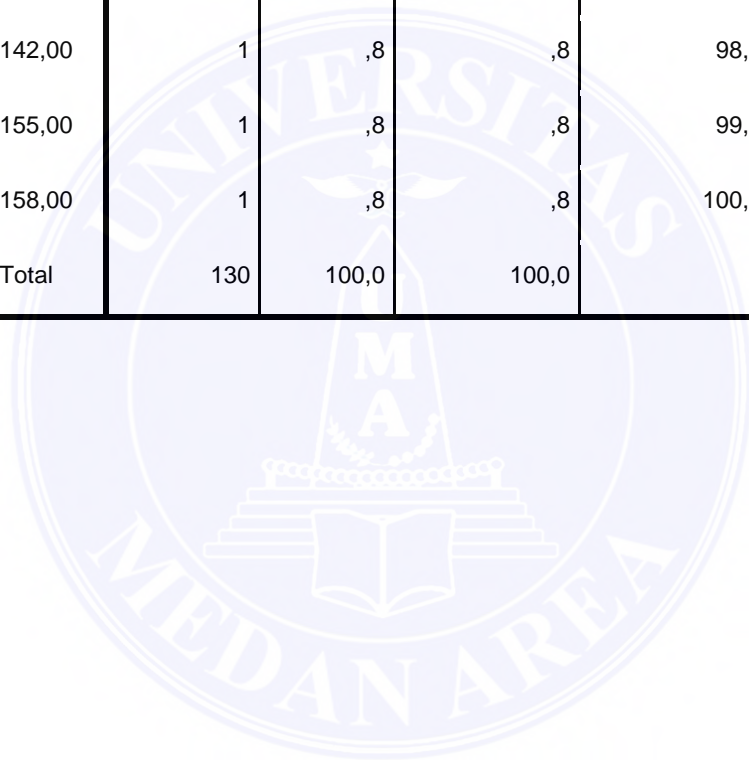 142,00 1 ,8 ,8 98,
155,00 1 ,8 ,8 99,
158,00 1 ,8 ,8 100,
Total 130 100,0 100,0
UNIVERSITAS
U
M
A
MEDAN AREA